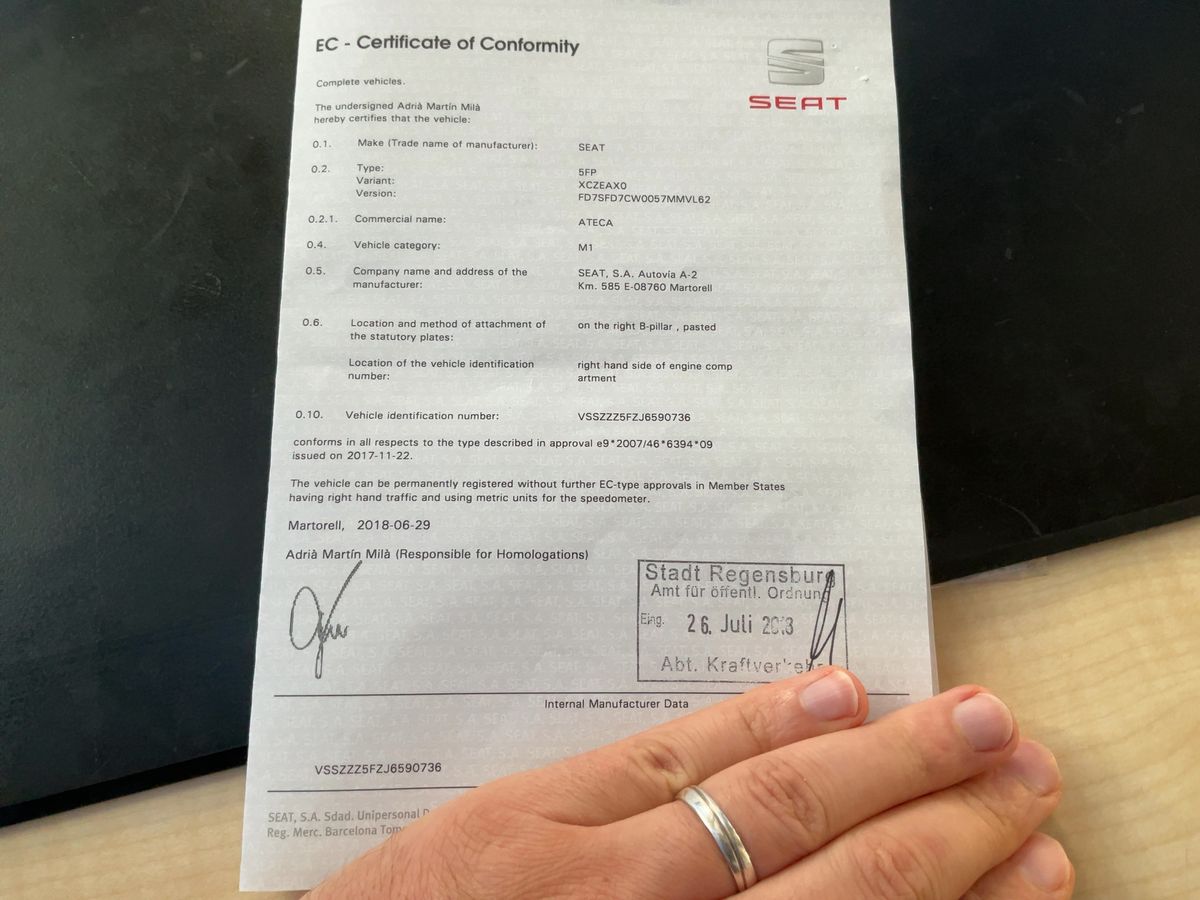 EC - Certificate of Conformity
SEAT
Complete vehicles.
The undersigned Adrià Martín Milà
hereby certifies that the vehicle:
0.1. Make (Trade name of manufacturer): SEAT
0.2. Type: 5FP
Variant: XCZEAX0
Version: FD7SFD7CW0057MMVL62
0.2.1. Commercial name: ATECA
0.4. Vehicle category: M1
0.5. Company name and address of the SEAT, S.A. Autovía A-2
manufacturer: Km. 585 E-08760 Martorell
0.6. Location and method of attachment of on the right B-pillar , pasted
the statutory plates:
Location of the vehicle identification right hand side of engine comp
number: artment
0.10. Vehicle identification number: VSSZZZ5FZJ6590736
conforms in all respects to the type described in approval e9*2007/46*6394*09
issued on 2017-11-22.
The vehicle can be permanently registered without further EC-type approvals in Member States
having right hand traffic and using metric units for the speedometer.
Martorell, 2018-06-29
Adrià Martín Milà (Responsible for Homologations)
Stadt Regensburg
Amt für öffentl. Ordnung
Eing. 26. Juli
Abt.
Internal Manufacturer Data
VSSZZZ5FZJ6590736
SEAT, S.A. Sdad. Unipersonal
Reg. Merc. Barcelona